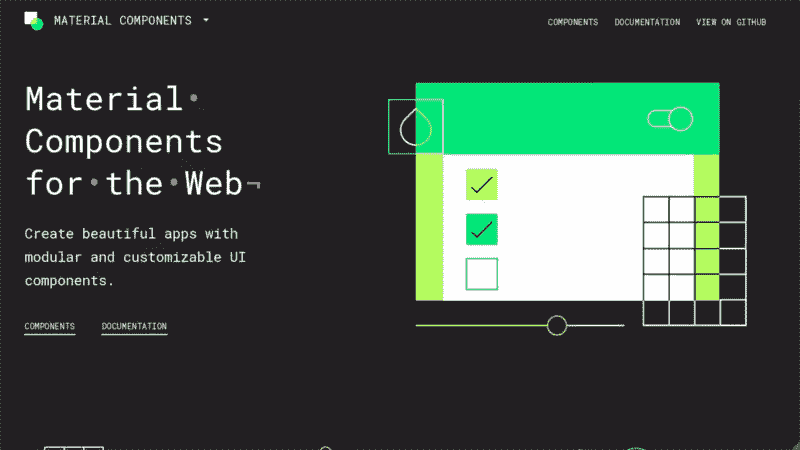 MATERIAL COMPONENTS
COMPONENTS DOCUMENTATION VIEW ON GITHUB
Material·
Components
for·the·Web¬
Create beautiful apps with
modular and customizable UI
components.
COMPONENTS DOCUMENTATION